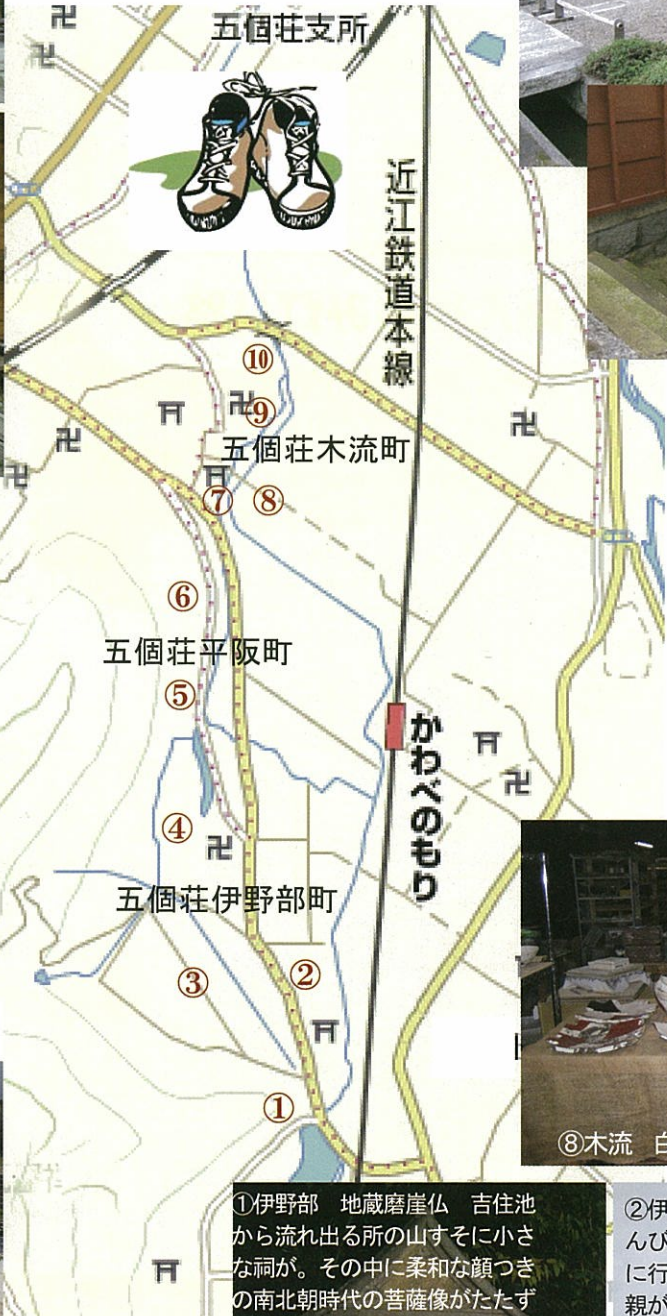 五個荘支所
近江鉄道本線
⑩
⑨
五個荘木流町
⑦
⑧
⑥
五個荘平阪町
⑤
かわべのもり
④
五個荘伊野部町
③
②
①
⑧木流 白
①伊野部 地蔵磨崖仏 吉住池
から流れ出る所の山すそに小さ
な祠が。その中に柔和な顔つき
の南北朝時代の菩薩像がたたず
②伊
んび
に行
親が